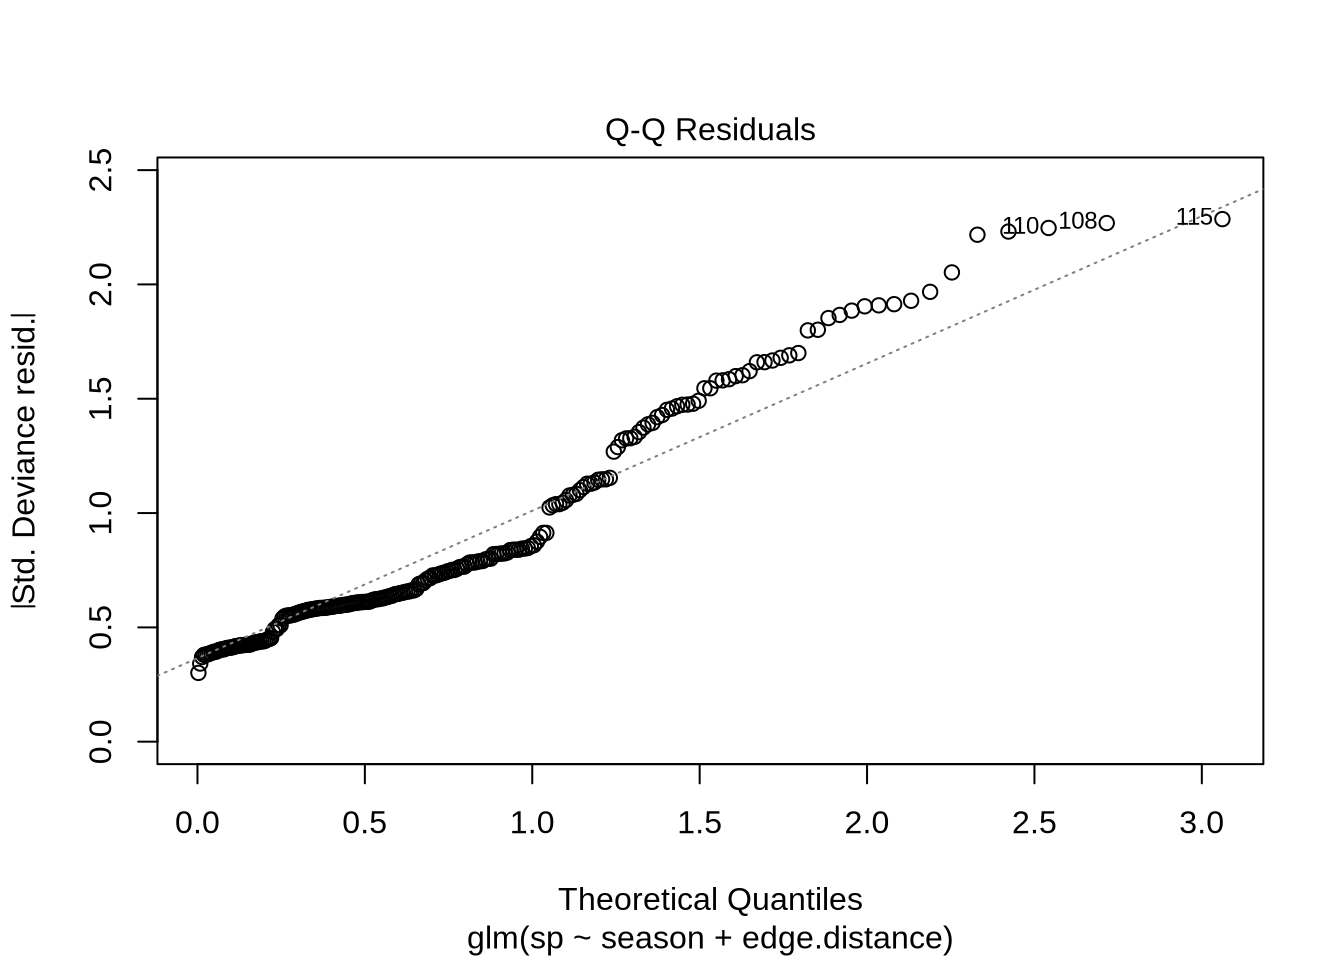 Q-Q Residuals
|Std. Deviance resid.|
2.5
2.0
1.5
1.0
0.5
0.0
110
108
115
0.0 0.5 1.0 1.5 2.0 2.5 3.0
Theoretical Quantiles
glm(sp ~ season + edge.distance)